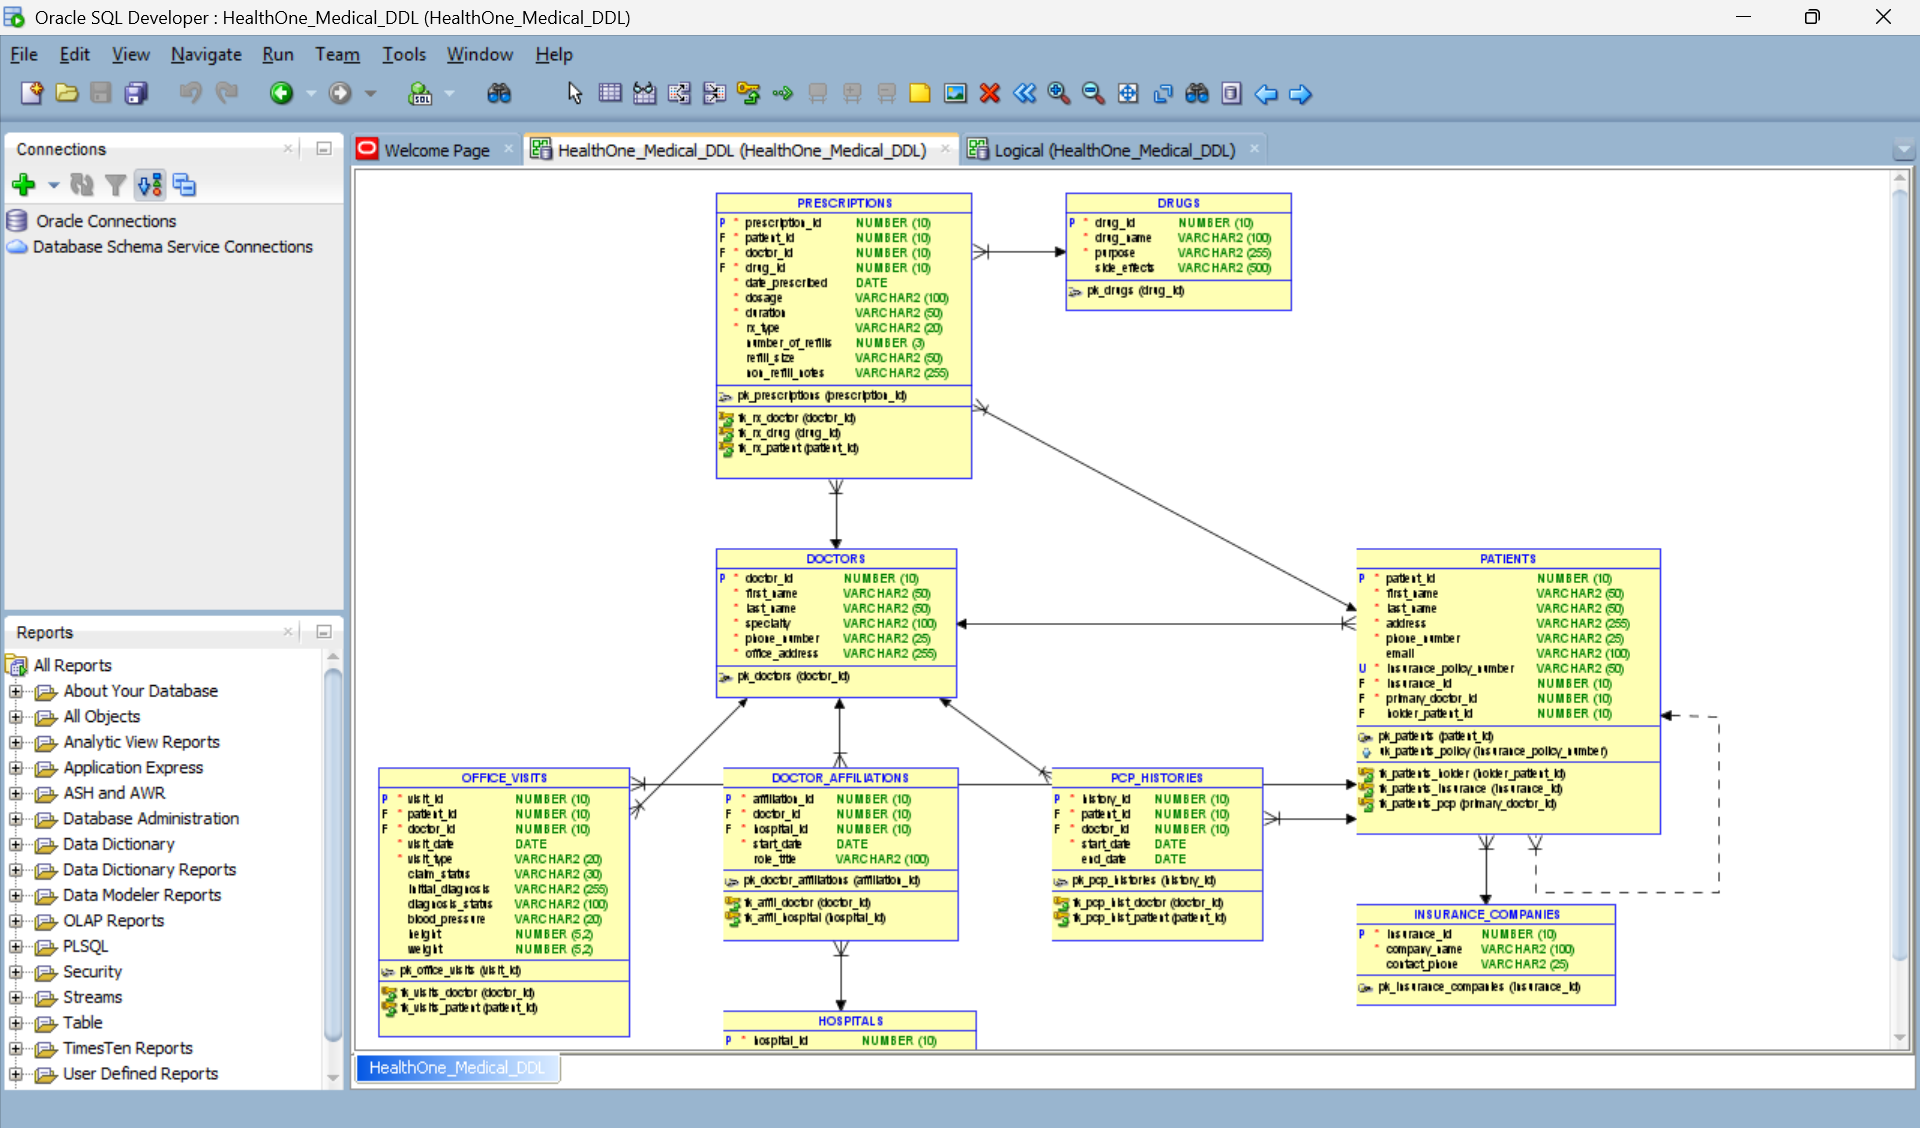 Oracle SQL Developer : HealthOne_Medical_DDL (HealthOne_Medical_DDL)
File Edit View Navigate Run Team Tools Window Help
SQL
Connections
Oracle Connections
Database Schema Service Connections
Reports
All Reports
About Your Database
All Objects
Analytic View Reports
Application Express
ASH and AWR
Database Administration
Data Dictionary
Data Dictionary Reports
Data Modeler Reports
OLAP Reports
PLSQL
Security
Streams
Table
TimesTen Reports
User Defined Reports
Welcome Page
HealthOne_Medical_DDL (HealthOne_Medical_DDL)
Logical (HealthOne_Medical_DDL)
PRESCRIPTIONS
P * prescription_id NUMBER (10)
F * patient_id NUMBER (10)
F * doctor_id NUMBER (10)
F * drug_id NUMBER (10)
* date_prescribed DATE
* dosage VARCHAR2 (100)
* duration VARCHAR2 (50)
* rx_type VARCHAR2 (20)
number_of_refills NUMBER (3)
refill_size VARCHAR2 (50)
non_refill_notes VARCHAR2 (255)
pk_prescriptions (prescription_id)
fk_rx_doctor (doctor_id)
fk_rx_drug (drug_id)
fk_rx_patient (patient_id)
DRUGS
P * drug_id NUMBER (10)
* drug_name VARCHAR2 (100)
* purpose VARCHAR2 (255)
side_effects VARCHAR2 (500)
pk_drugs (drug_id)
DOCTORS
P * doctor_id NUMBER (10)
* first_name VARCHAR2 (50)
* last_name VARCHAR2 (50)
* specialty VARCHAR2 (100)
* phone_number VARCHAR2 (25)
* office_address VARCHAR2 (255)
pk_doctors (doctor_id)
PATIENTS
P * patient_id NUMBER (10)
* first_name VARCHAR2 (50)
* last_name VARCHAR2 (50)
* address VARCHAR2 (255)
* phone_number VARCHAR2 (25)
email VARCHAR2 (100)
U * insurance_policy_number VARCHAR2 (50)
F * insurance_id NUMBER (10)
F * primary_doctor_id NUMBER (10)
F holder_patient_id NUMBER (10)
pk_patients (patient_id)
uk_patients_policy (insurance_policy_number)
fk_patients_holder (holder_patient_id)
fk_patients_insurance (insurance_id)
fk_patients_pcp (primary_doctor_id)
OFFICE_VISITS
P * visit_id NUMBER (10)
F * patient_id NUMBER (10)
F * doctor_id NUMBER (10)
* visit_date DATE
* visit_type VARCHAR2 (20)
claim_status VARCHAR2 (30)
initial_diagnosis VARCHAR2 (255)
diagnosis_status VARCHAR2 (100)
blood_pressure VARCHAR2 (20)
height NUMBER (5,2)
weight NUMBER (5,2)
pk_office_visits (visit_id)
fk_visits_doctor (doctor_id)
fk_visits_patient (patient_id)
DOCTOR_AFFILIATIONS
P * affiliation_id NUMBER (10)
F * doctor_id NUMBER (10)
F * hospital_id NUMBER (10)
* start_date DATE
role_title VARCHAR2 (100)
pk_doctor_affiliations (affiliation_id)
fk_affil_doctor (doctor_id)
fk_affil_hospital (hospital_id)
PCP_HISTORIES
P * history_id NUMBER (10)
F * patient_id NUMBER (10)
F * doctor_id NUMBER (10)
* start_date DATE
end_date DATE
pk_pcp_histories (history_id)
fk_pcp_hist_doctor (doctor_id)
fk_pcp_hist_patient (patient_id)
INSURANCE_COMPANIES
P * insurance_id NUMBER (10)
* company_name VARCHAR2 (100)
contact_phone VARCHAR2 (25)
pk_insurance_companies (insurance_id)
HOSPITALS
P * hospital_id NUMBER (10)
HealthOne_Medical_DDL